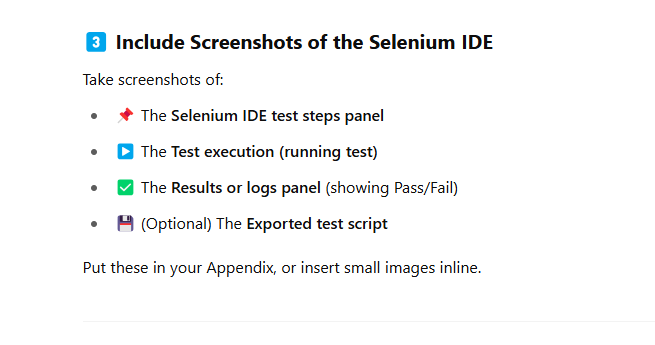 3 Include Screenshots of the Selenium IDE
Take screenshots of:
• 📌 The Selenium IDE test steps panel
• ▶️ The Test execution (running test)
• ✅ The Results or logs panel (showing Pass/Fail)
• 💾 (Optional) The Exported test script
Put these in your Appendix, or insert small images inline.